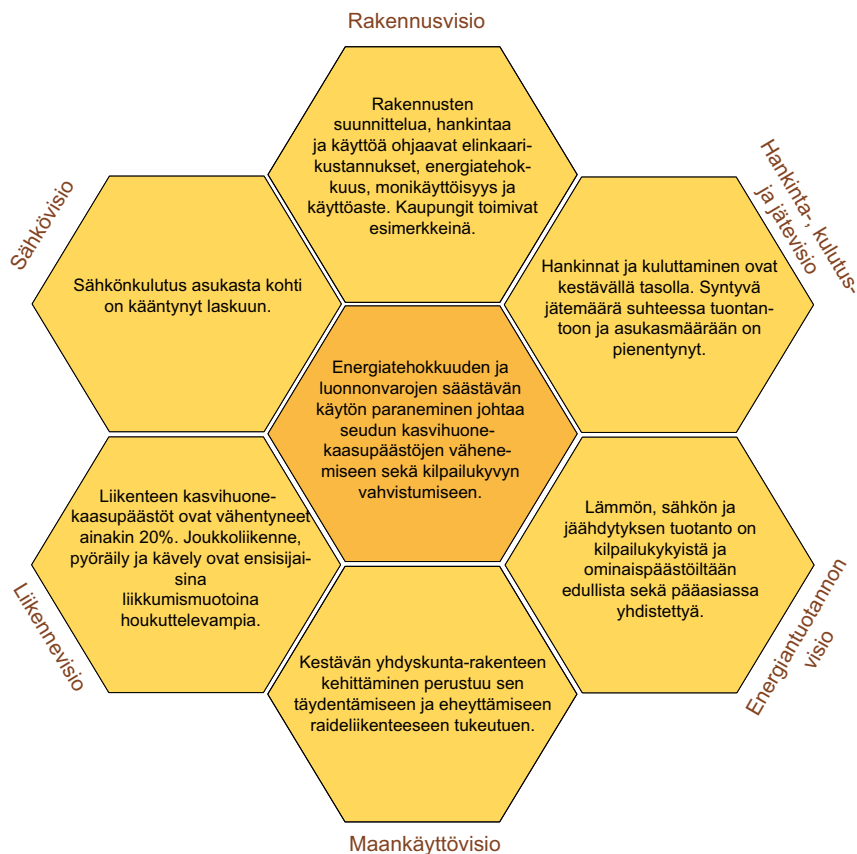 Rakennusvisio
Rakennusten
suunnittelua, hankintaa
ja käyttöä ohjaavat elinkaari-
kustannukset, energiatehok-
kuus, monikäyttöisyys ja
käyttöaste. Kaupungit toimivat
esimerkkeinä.
Hankinta-, kulutus-
ja jätevisio
Hankinnat ja kuluttaminen ovat
kestävällä tasolla. Syntyvä
jätemäärä suhteessa tuotan-
toon ja asukasmäärään on
pienentynyt.
Sähkövisio
Sähkönkulutus asukasta kohti
on kääntynyt laskuun.
Energiatehokkuuden ja
luonnonvarojen säästävän
käytön paraneminen johtaa
seudun kasvihuone-
kaasupäästöjen vähene-
miseen sekä kilpailukyvyn
vahvistumiseen.
Liikenteen kasvihuone-
kaasupäästöt ovat vähentyneet
ainakin 20%. Joukkoliikenne,
pyöräily ja kävely ovat ensisijai-
sina
liikkumismuotoina
houkuttelevampia.
Liikennevisio
Lämmön, sähkön ja
jäähdytyksen tuotanto on
kilpailukykyistä ja
ominaispäästöiltään
edullista sekä pääasiassa
yhdistettyä.
Energiantuotannon
visio
Kestävän yhdyskunta-rakenteen
kehittäminen perustuu sen
täydentämiseen ja eheyttämiseen
raideliikenteeseen tukeutuen.
Maankäyttövisio